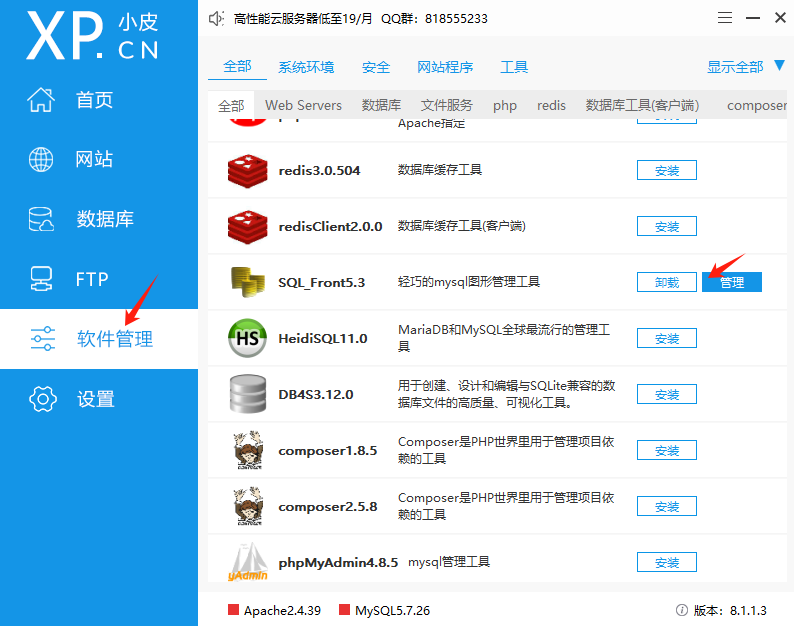 XP.CN 小皮
高性能云服务器低至19/月 QQ群：818555233
首页
网站
数据库
FTP
软件管理
设置
全部 系统环境 安全 网站程序 工具 显示全部
全部 Web Servers 数据库 文件服务 php redis 数据库工具(客户端) composer
Apache指定
redis3.0.504 数据库缓存工具 安装
redisClient2.0.0 数据库缓存工具(客户端) 安装
SQL_Front5.3 轻巧的mysql图形管理工具 卸载 管理
HeidiSQL11.0 MariaDB和MySQL全球最流行的管理工
具 安装
DB4S3.12.0 用于创建、设计和编辑与SQLite兼容的数
据库文件的高质量、可视化工具。 安装
composer1.8.5 Composer是PHP世界里用于管理项目依
赖的工具 安装
composer2.5.8 Composer是PHP世界里用于管理项目依
赖的工具 安装
phpMyAdmin4.8.5 mysql管理工具 安装
Apache2.4.39 MySQL5.7.26 版本：8.1.1.3